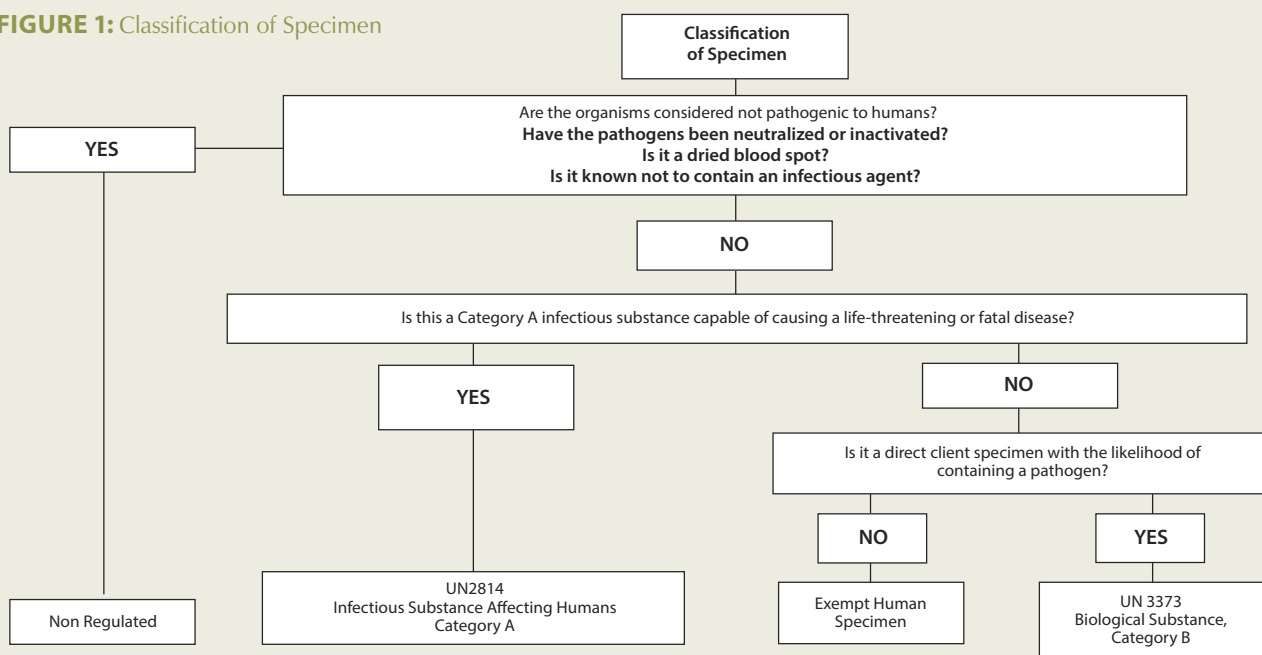 FIGURE 1: Classification of Specimen
Classification
of Specimen
Are the organisms considered not pathogenic to humans?
Have the pathogens been neutralized or inactivated?
Is it a dried blood spot?
Is it known not to contain an infectious agent?
YES
NO
Is this a Category A infectious substance capable of causing a life-threatening or fatal disease?
YES
NO
Is it a direct client specimen with the likelihood of
containing a pathogen?
NO
YES
Non Regulated
UN2814
Infectious Substance Affecting Humans
Category A
Exempt Human
Specimen
UN 3373
Biological Substance,
Category B